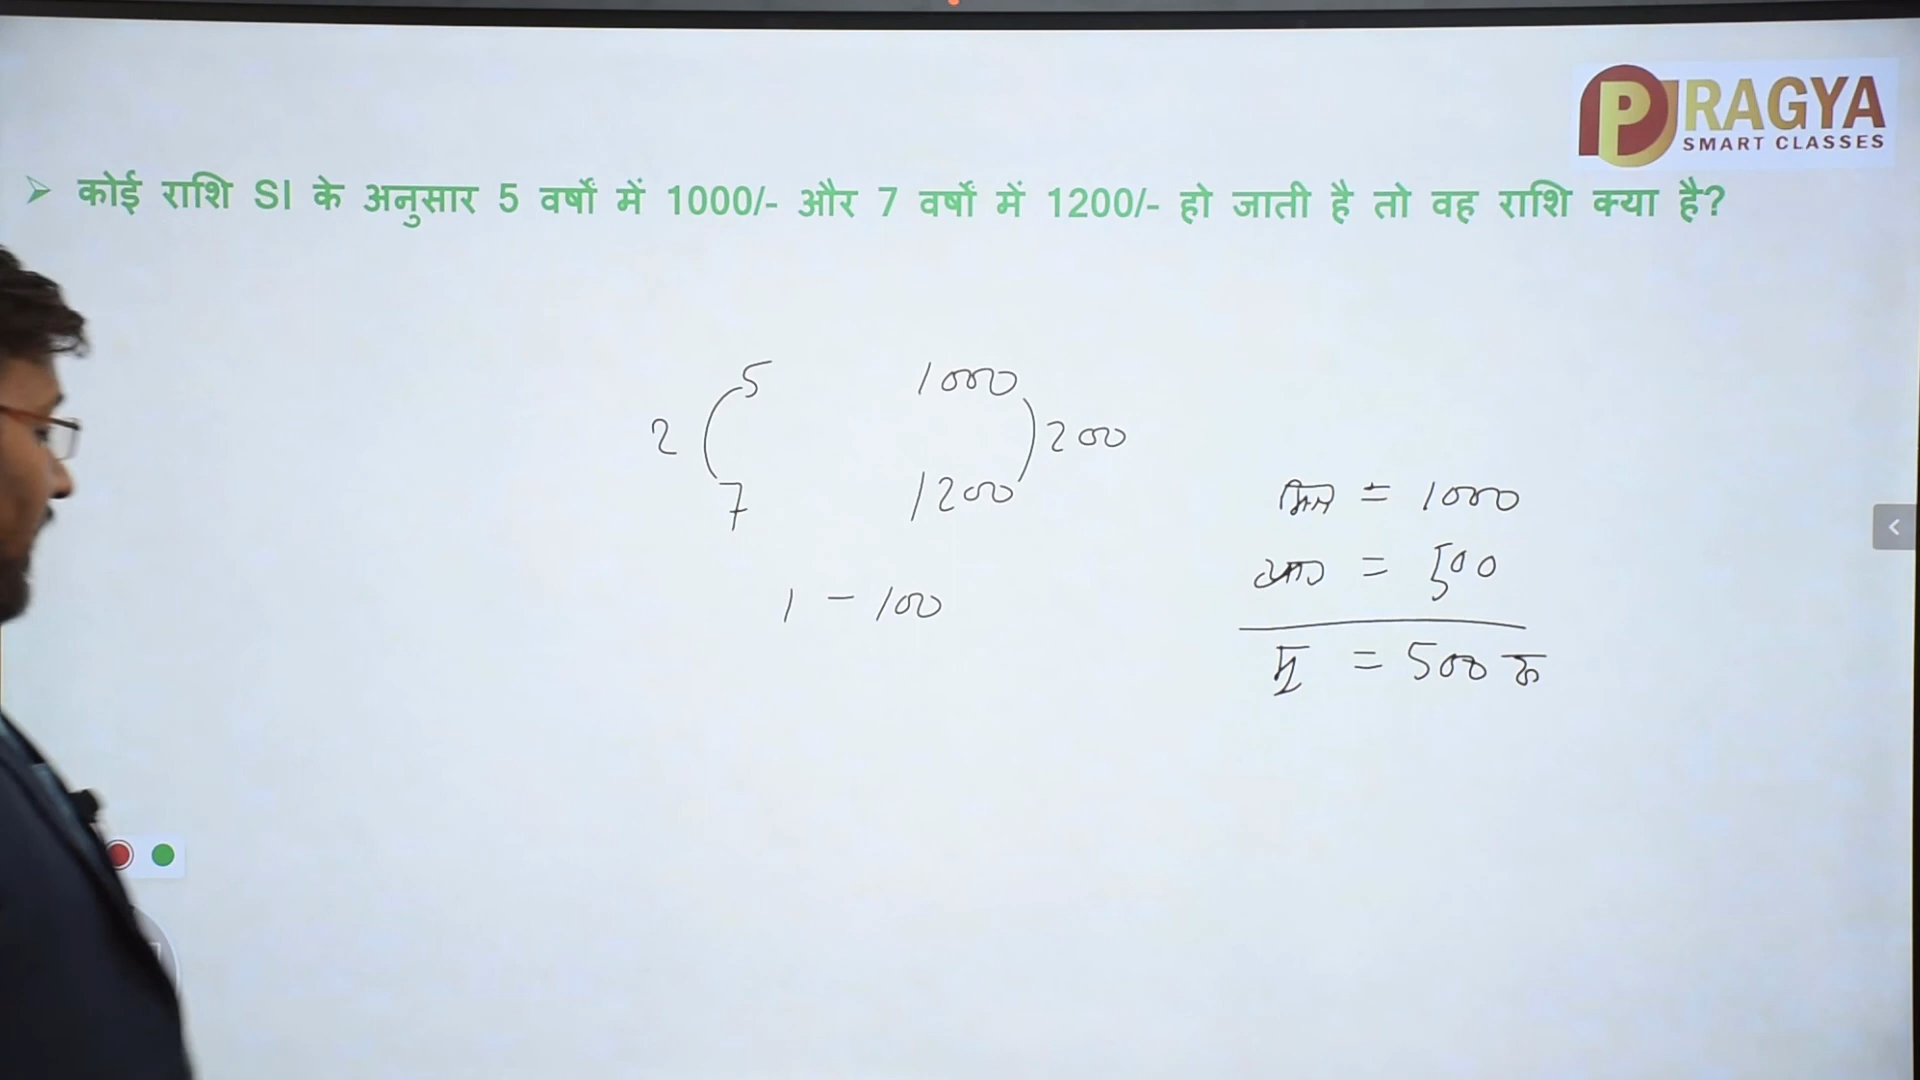 PRAGYA
SMART CLASSES
➢ कोई राशि SI के अनुसार 5 वर्षों में 1000/- और 7 वर्षों में 1200/- हो जाती है तो वह राशि क्या है?
5 1000
2 200
7 1200
1 - 100
= 1000
= 500
मू = 500 रु